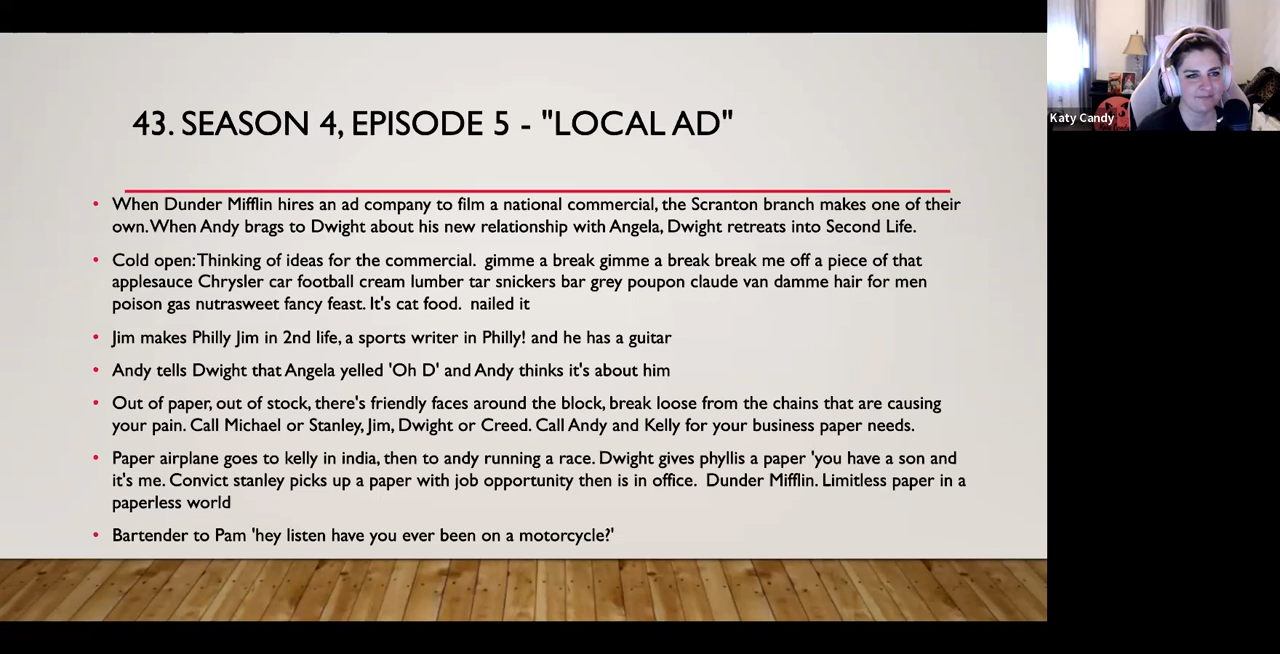 43. SEASON 4, EPISODE 5 - "LOCAL AD"
• When Dunder Mifflin hires an ad company to film a national commercial, the Scranton branch makes one of their
own. When Andy brags to Dwight about his new relationship with Angela, Dwight retreats into Second Life.
• Cold open: Thinking of ideas for the commercial.  gimme a break gimme a break break me off a piece of that
applesauce Chrysler car football cream lumber tar snickers bar grey poupon claude van damme hair for men
poison gas nutrasweet fancy feast. It's cat food.  nailed it
• Jim makes Philly Jim in 2nd life, a sports writer in Philly! and he has a guitar
• Andy tells Dwight that Angela yelled 'Oh D' and Andy thinks it's about him
• Out of paper, out of stock, there's friendly faces around the block, break loose from the chains that are causing
your pain. Call Michael or Stanley, Jim, Dwight or Creed. Call Andy and Kelly for your business paper needs.
• Paper airplane goes to kelly in india, then to andy running a race. Dwight gives phyllis a paper 'you have a son and
it's me. Convict stanley picks up a paper with job opportunity then is in office.  Dunder Mifflin. Limitless paper in a
paperless world
• Bartender to Pam 'hey listen have you ever been on a motorcycle?'
Katy Candy